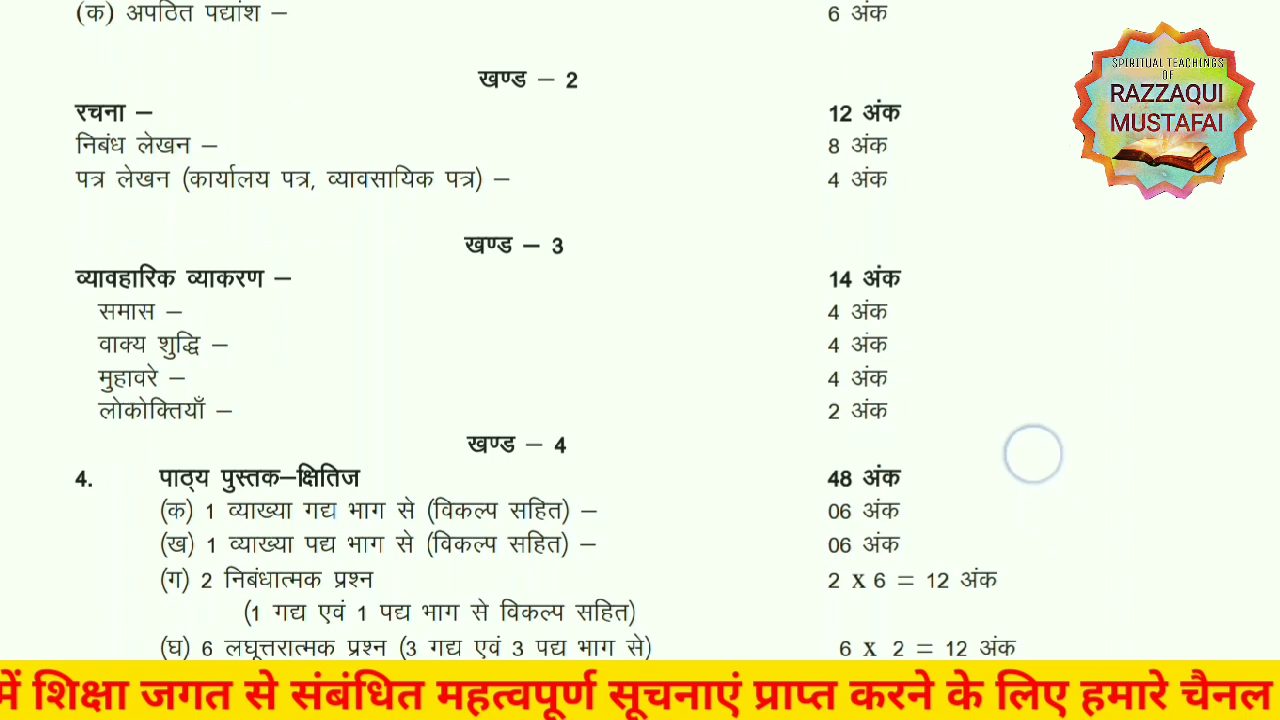 (क) अपठित पद्यांश – 6 अंक
SPIRITUAL TEACHINGS
OF
RAZZAQUI
MUSTAFAI
खण्ड – 2
रचना – 12 अंक
निबंध लेखन – 8 अंक
पत्र लेखन (कार्यालय पत्र, व्यावसायिक पत्र) – 4 अंक
खण्ड – 3
व्यावहारिक व्याकरण – 14 अंक
समास – 4 अंक
वाक्य शुद्धि – 4 अंक
मुहावरे – 4 अंक
लोकोक्तियाँ – 2 अंक
खण्ड – 4
4. पाठ्य पुस्तक–क्षितिज 48 अंक
(क) 1 व्याख्या गद्य भाग से (विकल्प सहित) – 06 अंक
(ख) 1 व्याख्या पद्य भाग से (विकल्प सहित) – 06 अंक
(ग) 2 निबंधात्मक प्रश्न 2 x 6 = 12 अंक
(1 गद्य एवं 1 पद्य भाग से विकल्प सहित)
(घ) 6 लघूत्तरात्मक प्रश्न (3 गद्य एवं 3 पद्य भाग से) 6 x 2 = 12 अंक
में शिक्षा जगत से संबंधित महत्वपूर्ण सूचनाएं प्राप्त करने के लिए हमारे चैनल